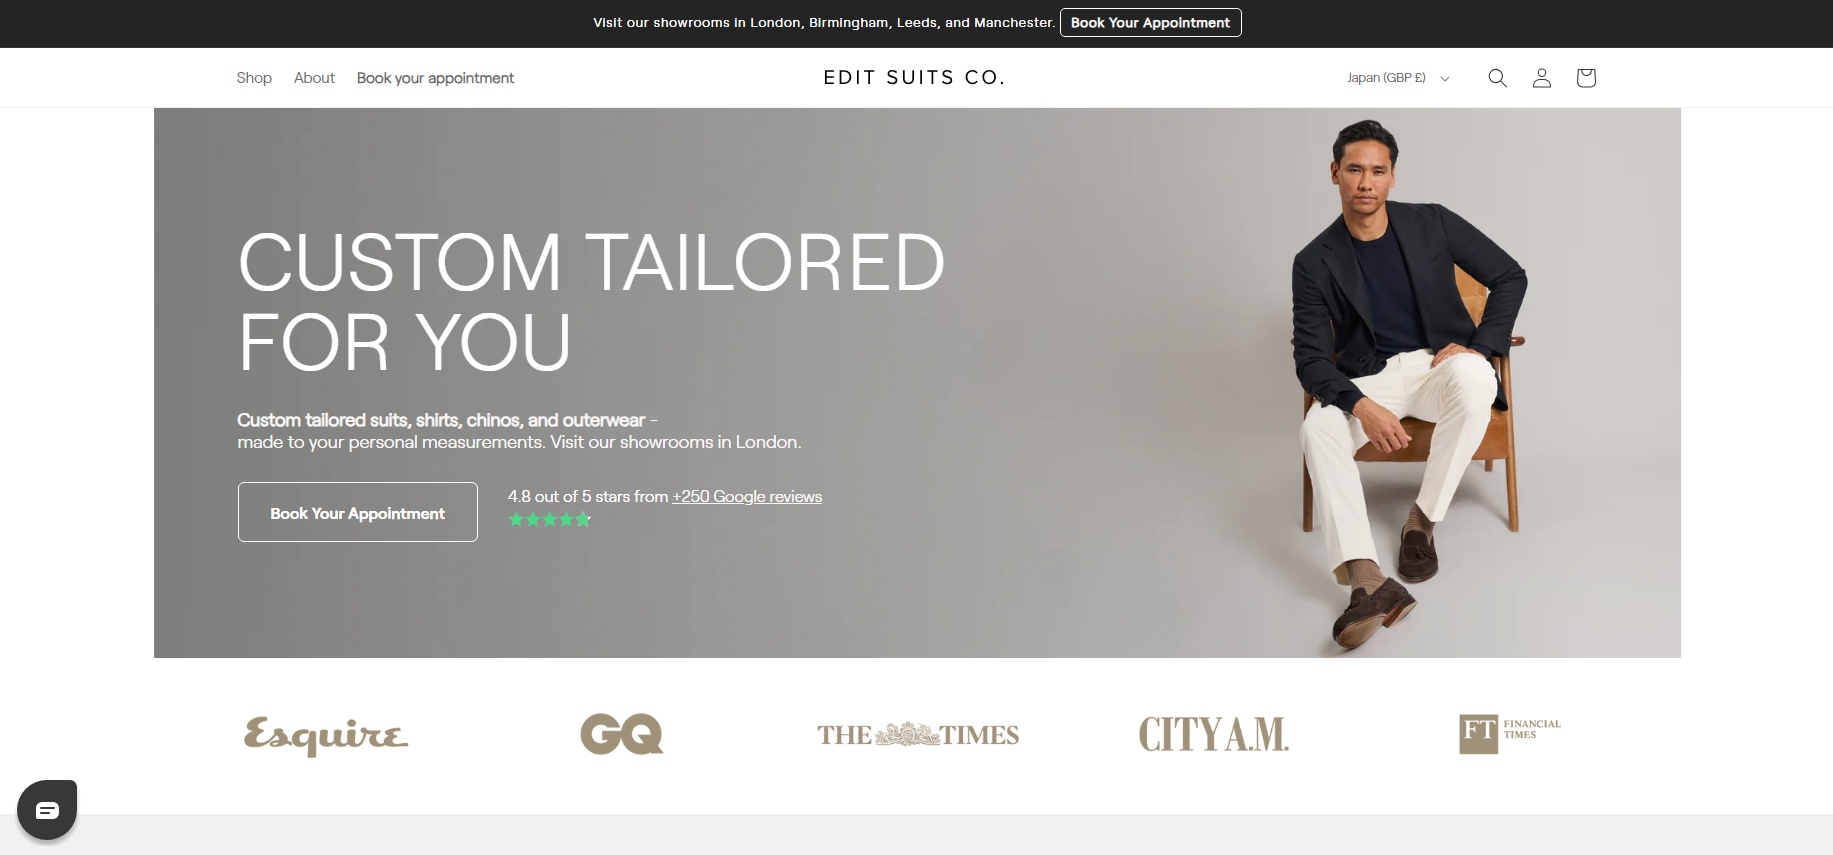 Visit our showrooms in London, Birmingham, Leeds, and Manchester. Book Your Appointment
Shop About Book your appointment EDIT SUITS CO. Japan (GBP £)
CUSTOM TAILORED
FOR YOU
Custom tailored suits, shirts, chinos, and outerwear –
made to your personal measurements. Visit our showrooms in London.
Book Your Appointment
4.8 out of 5 stars from +250 Google reviews
Esquire GQ THE TIMES CITY A.M. FT FINANCIAL
TIMES